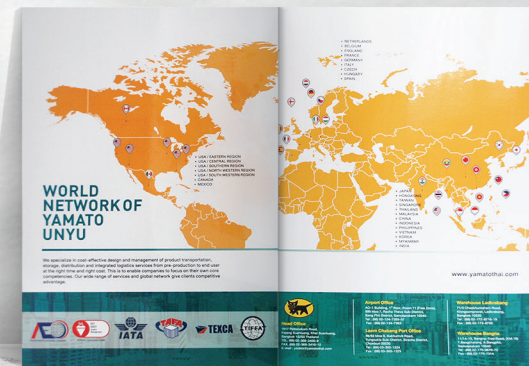 NETHERLANDS
BELGIUM
ENGLAND
FRANCE
GERMANY
ITALY
CZECH
HUNGARY
SPAIN
USA / EASTERN REGION
USA / CENTRAL REGION
USA / SOUTHERN REGION
USA / NORTH WESTERN REGION
USA / SOUTH WESTERN REGION
CANADA
MEXICO
JAPAN
HONGKONG
TAIWAN
SINGAPORE
THAILAND
MALAYSIA
CHINA
INDONESIA
PHILIPPINES
VIETNAM
KOREA
MYANMAR
INDIA
WORLD
NETWORK OF
YAMATO
UNYU
We specialize in cost-effective design and management of product transportation,
storage, distribution and integrated logistics services from pre-production to end user
at the right time and right cost. This is to enable companies to focus on their own core
competencies. Our wide range of services and global network give clients competitive
advantage.
www.yamatothai.com
AEO
IATA
TAFA
TEXCA
TIFFA
Head Office
Airport Office
Laem Chabang Port Office
Warehouse Ladkrabang
Warehouse Bangna